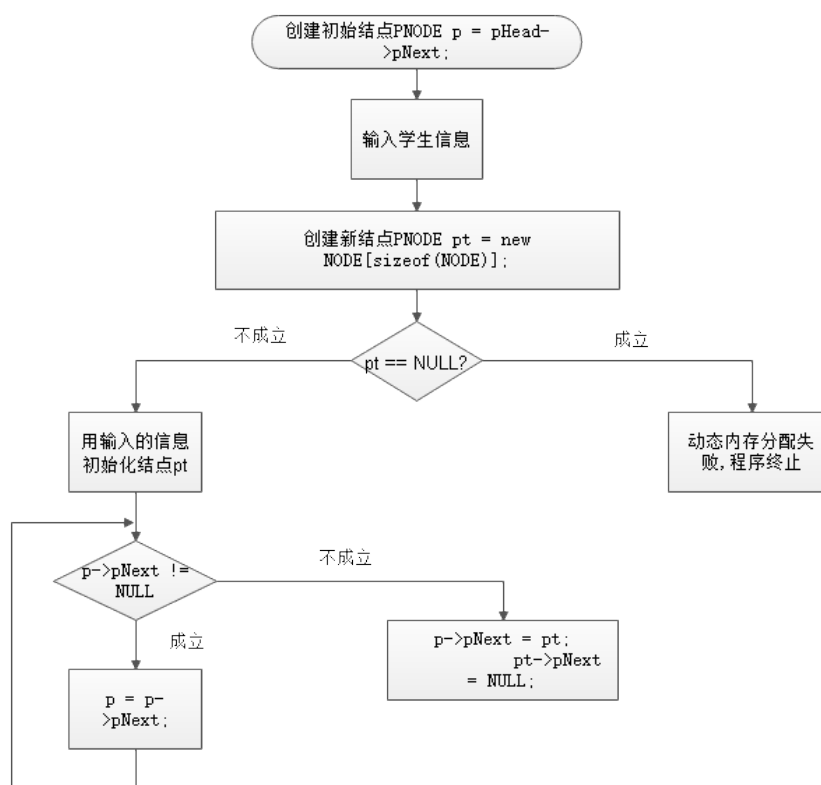 创建初始结点PNODE p = pHead-
>pNext;
输入学生信息
创建新结点PNODE pt = new
NODE[sizeof(NODE)];
不成立
成立
pt == NULL?
用输入的信息
初始化结点pt
动态内存分配失
败,程序终止
不成立
p->pNext !=
NULL
成立
p->pNext = pt;
pt->pNext
= NULL;
p = p-
>pNext;